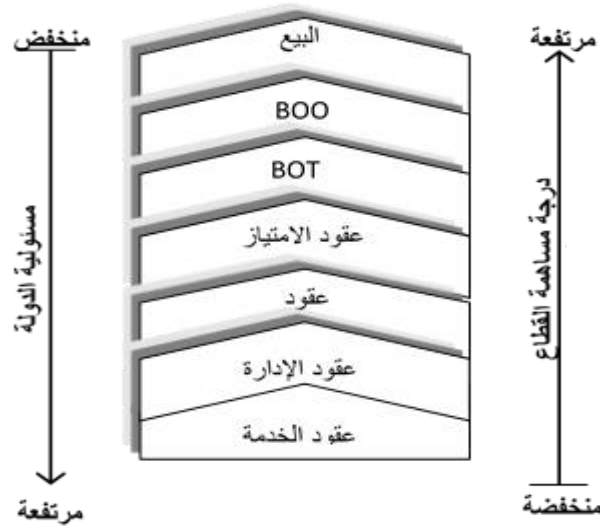 منخفض
البيع
مرتفعة
BOO
BOT
عقود الامتياز
عقود
عقود الإدارة
عقود الخدمة
مسئولية الدولة
درجة مساهمة القطاع
مرتفعة
منخفضة